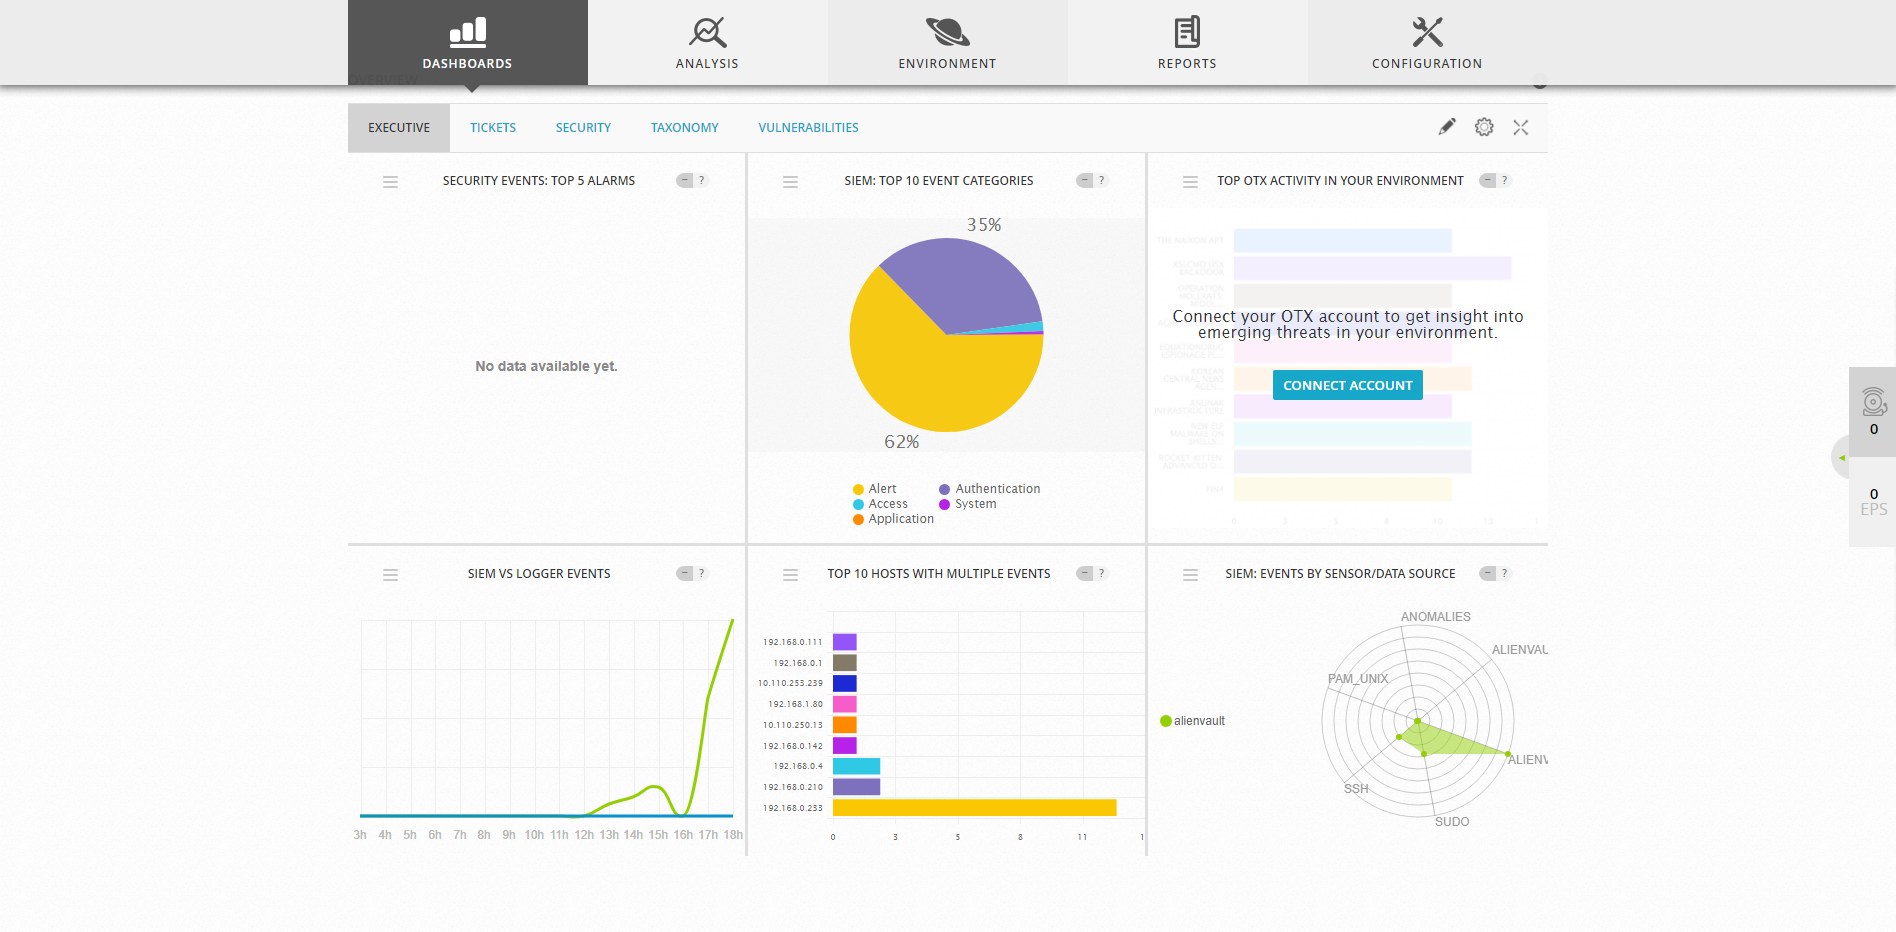 DASHBOARDS
ANALYSIS
ENVIRONMENT
REPORTS
CONFIGURATION
OVERVIEW
EXECUTIVE
TICKETS
SECURITY
TAXONOMY
VULNERABILITIES
SECURITY EVENTS: TOP 5 ALARMS
− ?
No data available yet.
SIEM: TOP 10 EVENT CATEGORIES
− ?
35%
62%
Alert
Authentication
Access
System
Application
TOP OTX ACTIVITY IN YOUR ENVIRONMENT
− ?
Connect your OTX account to get insight into
emerging threats in your environment.
CONNECT ACCOUNT
0
0
EPS
SIEM VS LOGGER EVENTS
− ?
3h 4h 5h 6h 7h 8h 9h 10h 11h 12h 13h 14h 15h 16h 17h 18h
TOP 10 HOSTS WITH MULTIPLE EVENTS
− ?
192.168.0.111
192.168.0.1
10.110.253.239
192.168.1.80
10.110.250.13
192.168.0.142
192.168.0.4
192.168.0.210
192.168.0.233
0 3 5 8 11 1
SIEM: EVENTS BY SENSOR/DATA SOURCE
− ?
ANOMALIES
ALIENVAU
PAM_UNIX
alienvault
ALIENV
SSH
SUDO